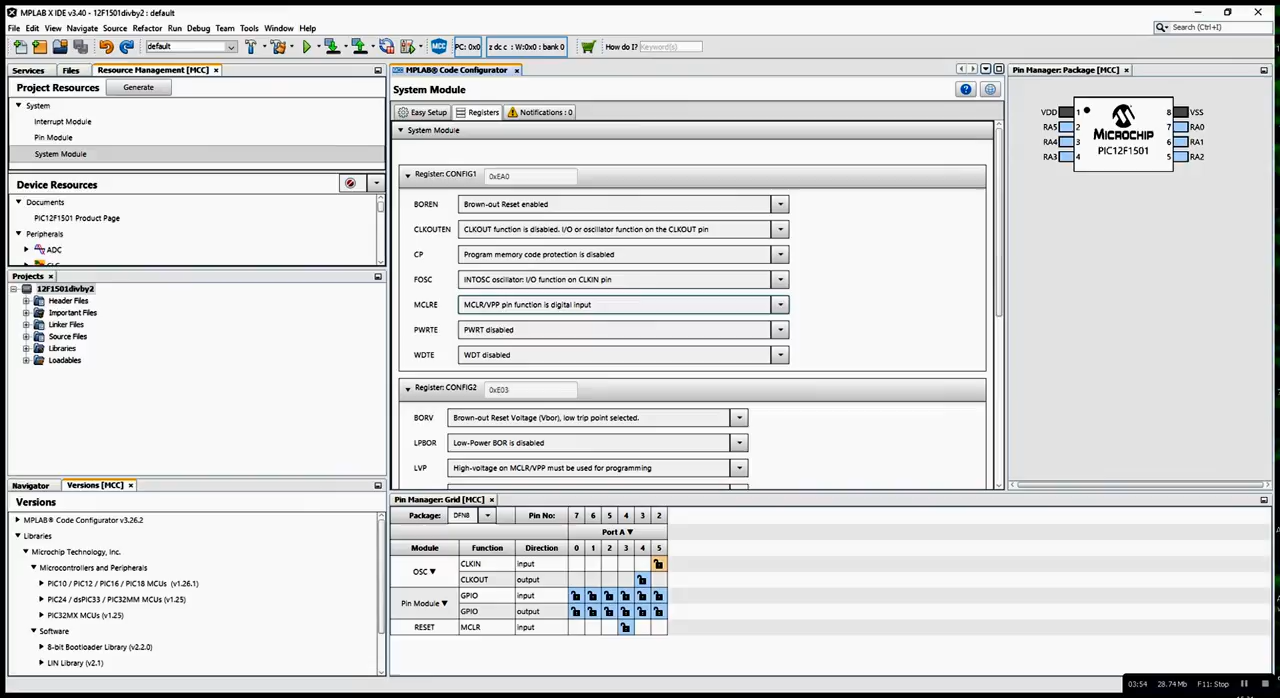 MPLAB X IDE v3.40 - 12F1501divby2 : default
File Edit View Navigate Source Refactor Run Debug Team Tools Window Help
Search (Ctrl+I)
default
PC: 0x0
z dc c : W:0x0 : bank 0
How do I?
Keyword(s)
Services
Files
Resource Management [MCC]
Project Resources
Generate
System
Interrupt Module
Pin Module
System Module
Device Resources
Documents
PIC12F1501 Product Page
Peripherals
ADC
Projects
12F1501divby2
Header Files
Important Files
Linker Files
Source Files
Libraries
Loadables
Navigator
Versions [MCC]
Versions
MPLAB® Code Configurator v3.26.2
Libraries
Microchip Technology, Inc.
Microcontrollers and Peripherals
PIC10 / PIC12 / PIC16 / PIC18 MCUs (v1.26.1)
PIC24 / dsPIC33 / PIC32MM MCUs (v1.25)
PIC32MX MCUs (v1.25)
Software
8-bit Bootloader Library (v2.2.0)
LIN Library (v2.1)
MCC MPLAB® Code Configurator
System Module
Easy Setup
Registers
Notifications : 0
System Module
Register: CONFIG1 0xEA0
BOREN Brown-out Reset enabled
CLKOUTEN CLKOUT function is disabled. I/O or oscillator function on the CLKOUT pin
CP Program memory code protection is disabled
FOSC INTOSC oscillator: I/O function on CLKIN pin
MCLRE MCLR/VPP pin function is digital input
PWRTE PWRT disabled
WDTE WDT disabled
Register: CONFIG2 0xE03
BORV Brown-out Reset Voltage (Vbor), low trip point selected.
LPBOR Low-Power BOR is disabled
LVP High-voltage on MCLR/VPP must be used for programming
Pin Manager: Grid [MCC]
Package: DFN8 Pin No: 7 6 5 4 3 2
Port A ▼
Module Function Direction 0 1 2 3 4 5
OSC ▼
CLKIN input
CLKOUT output
Pin Module ▼
GPIO input
GPIO output
RESET MCLR input
Pin Manager: Package [MCC]
VDD 1 8 VSS
RA5 2 7 RA0
RA4 3 6 RA1
RA3 4 5 RA2
MICROCHIP
PIC12F1501
03:54 28.74 Mb F11: Stop